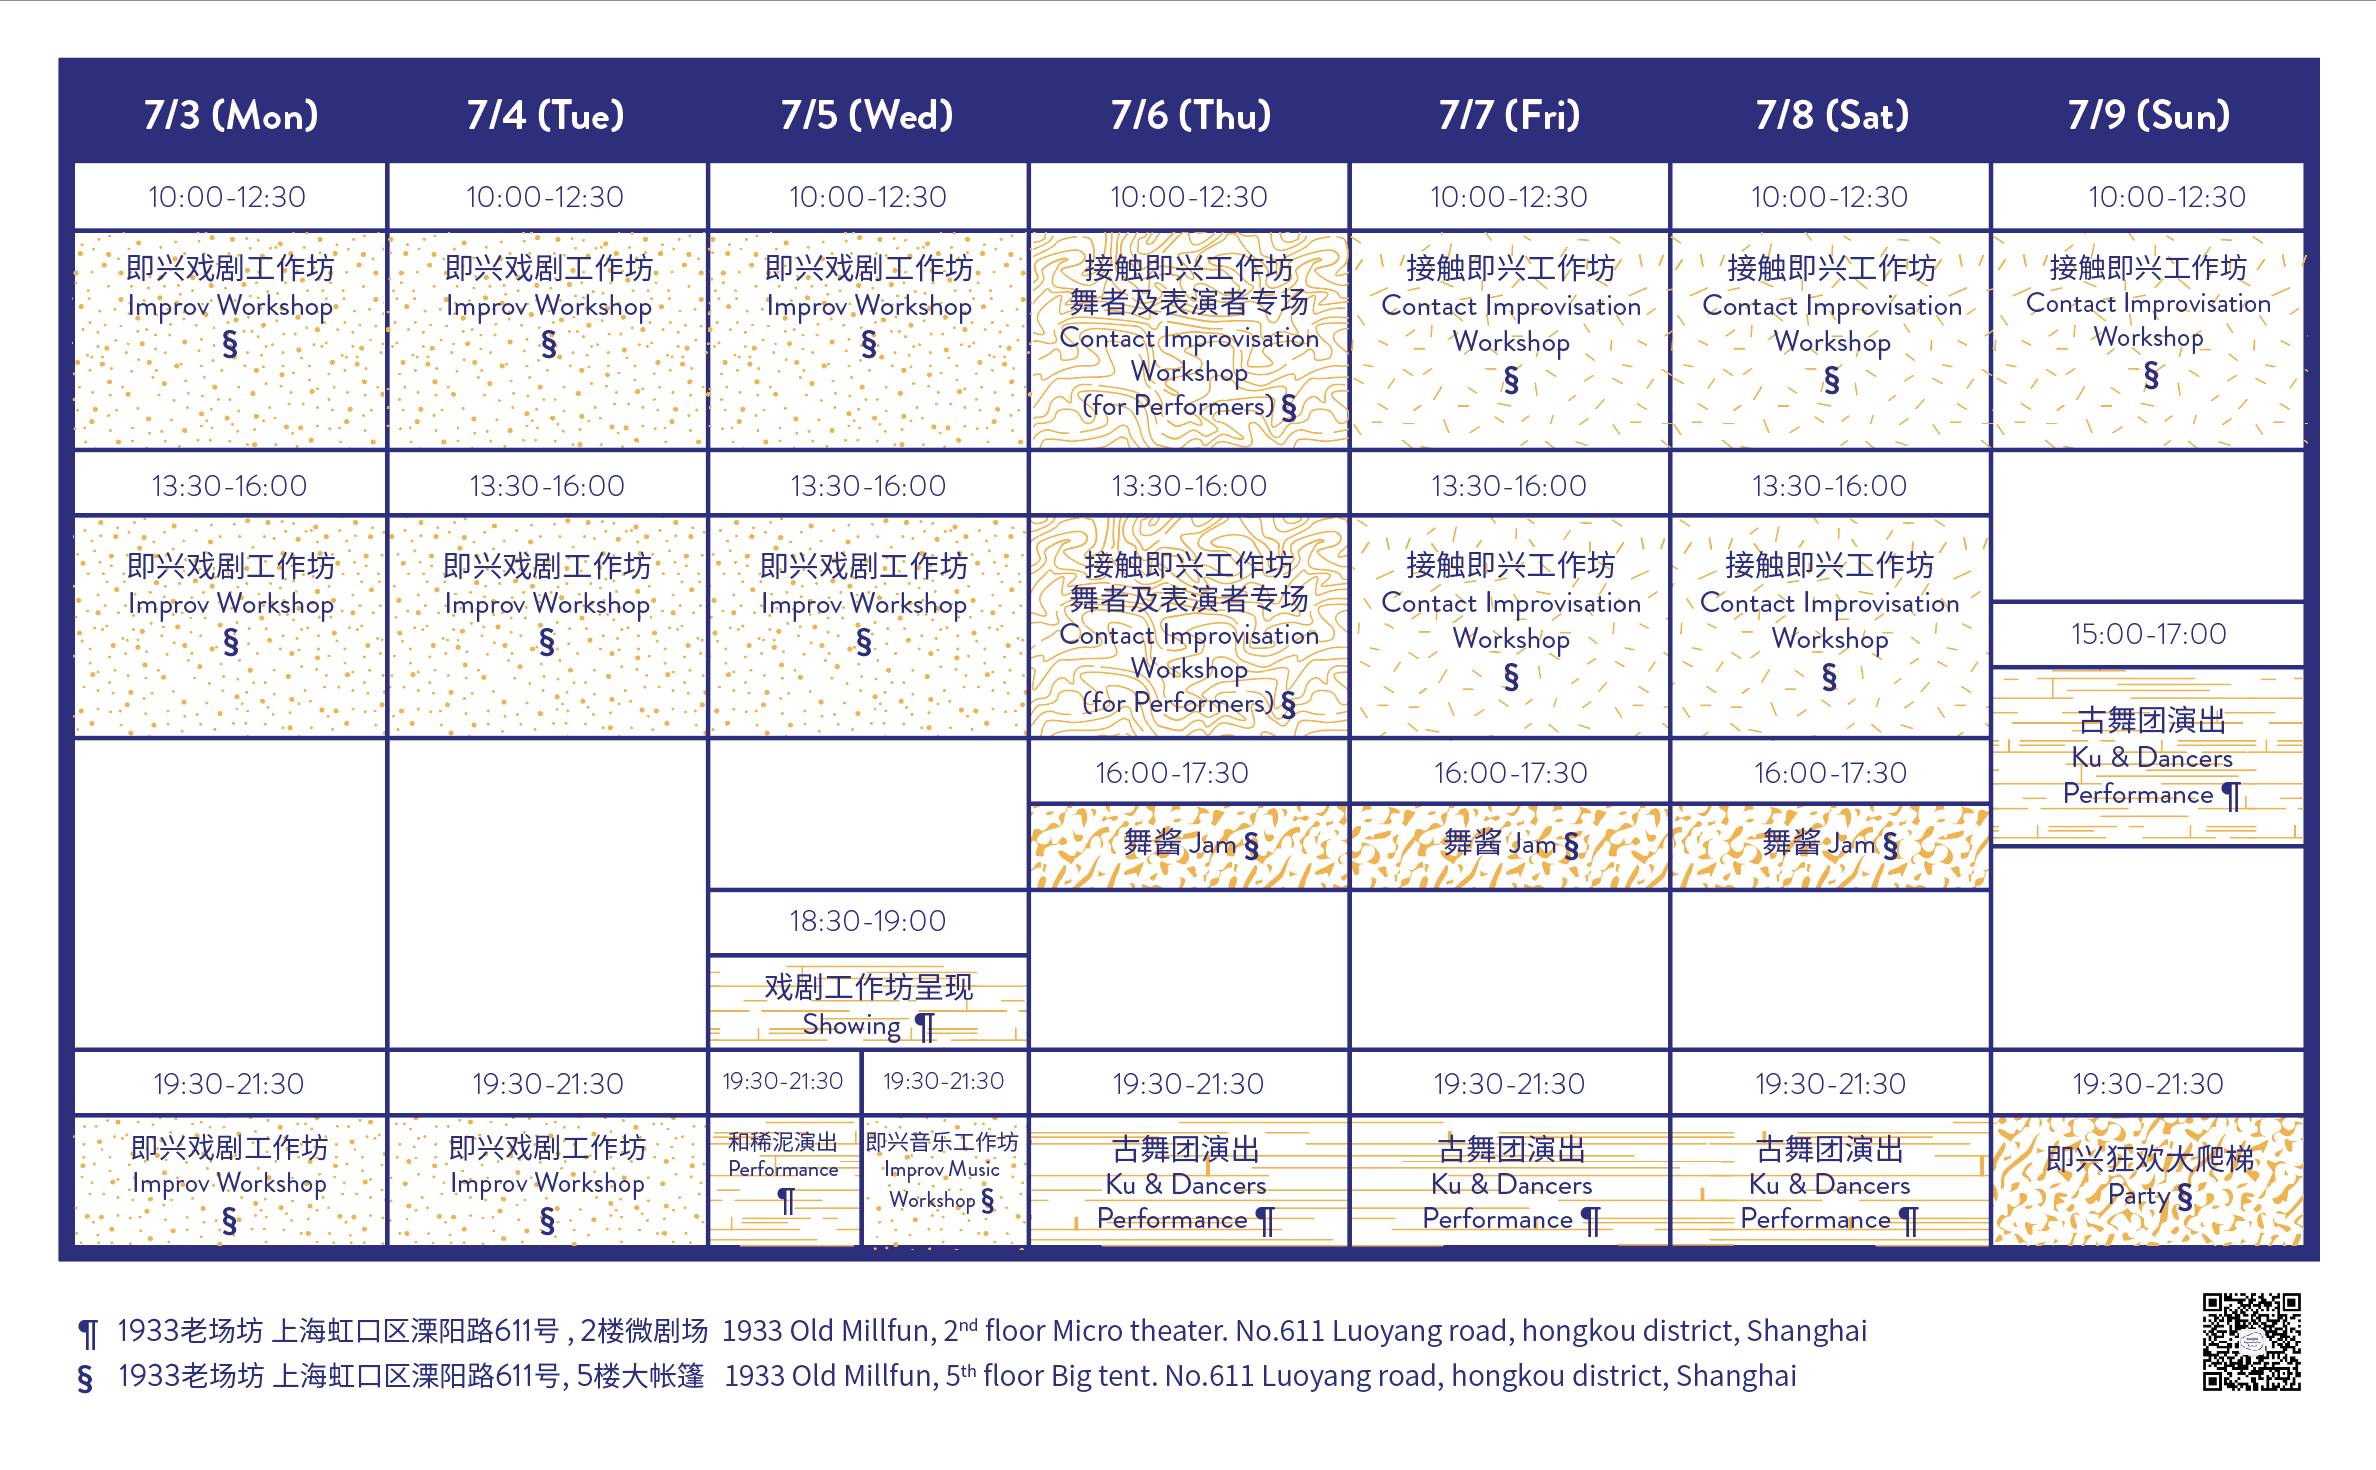 7/3 (Mon)
7/4 (Tue)
7/5 (Wed)
7/6 (Thu)
7/7 (Fri)
7/8 (Sat)
7/9 (Sun)
10:00-12:30
10:00-12:30
10:00-12:30
10:00-12:30
10:00-12:30
10:00-12:30
10:00-12:30
即兴戏剧工作坊
Improv Workshop
§
即兴戏剧工作坊
Improv Workshop
§
即兴戏剧工作坊
Improv Workshop
§
接触即兴工作坊
舞者及表演者专场
Contact Improvisation
Workshop
(for Performers) §
接触即兴工作坊
Contact Improvisation
Workshop
§
接触即兴工作坊
Contact Improvisation
Workshop
§
接触即兴工作坊
Contact Improvisation
Workshop
§
13:30-16:00
13:30-16:00
13:30-16:00
13:30-16:00
13:30-16:00
13:30-16:00
即兴戏剧工作坊
Improv Workshop
§
即兴戏剧工作坊
Improv Workshop
§
即兴戏剧工作坊
Improv Workshop
§
接触即兴工作坊
舞者及表演者专场
Contact Improvisation
Workshop
(for Performers) §
接触即兴工作坊
Contact Improvisation
Workshop
§
接触即兴工作坊
Contact Improvisation
Workshop
§
15:00-17:00
古舞团演出
Ku & Dancers
Performance ¶
16:00-17:30
16:00-17:30
16:00-17:30
舞酱 Jam §
舞酱 Jam §
舞酱 Jam §
18:30-19:00
戏剧工作坊呈现
Showing ¶
19:30-21:30
19:30-21:30
19:30-21:30
19:30-21:30
19:30-21:30
19:30-21:30
19:30-21:30
19:30-21:30
即兴戏剧工作坊
Improv Workshop
§
即兴戏剧工作坊
Improv Workshop
§
和稀泥演出
Performance
¶
即兴音乐工作坊
Improv Music
Workshop §
古舞团演出
Ku & Dancers
Performance ¶
古舞团演出
Ku & Dancers
Performance ¶
古舞团演出
Ku & Dancers
Performance ¶
即兴狂欢大爬梯
Party §
¶ 1933老场坊 上海虹口区溧阳路611号 , 2楼微剧场 1933 Old Millfun, 2nd floor Micro theater. No.611 Luoyang road, hongkou district, Shanghai
§ 1933老场坊 上海虹口区溧阳路611号, 5楼大帐篷 1933 Old Millfun, 5th floor Big tent. No.611 Luoyang road, hongkou district, Shanghai